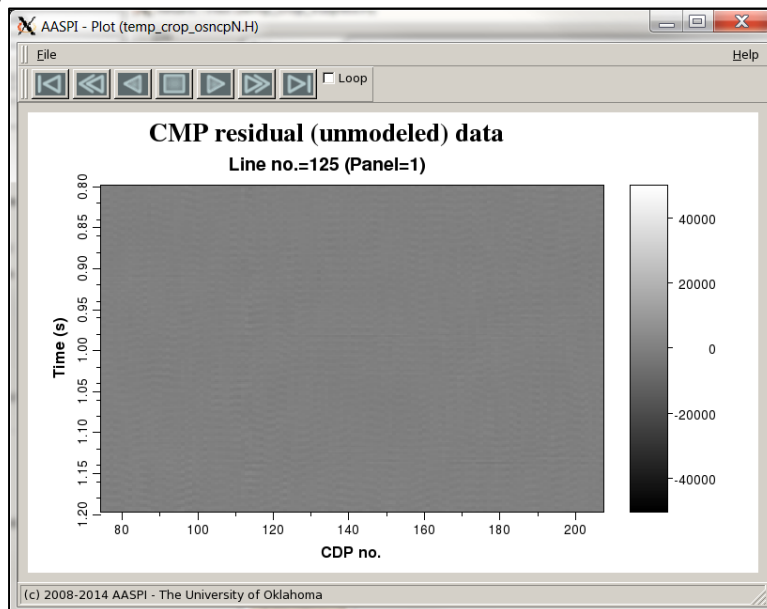 AASPI - Plot (temp_crop_osncpN.H)
File Help
Loop
CMP residual (unmodeled) data
Line no.=125 (Panel=1)
Time (s)
0.80
0.85
0.90
0.95
1.00
1.05
1.10
1.15
1.20
80 100 120 140 160 180 200
CDP no.
40000
20000
0
-20000
-40000
(c) 2008-2014 AASPI - The University of Oklahoma